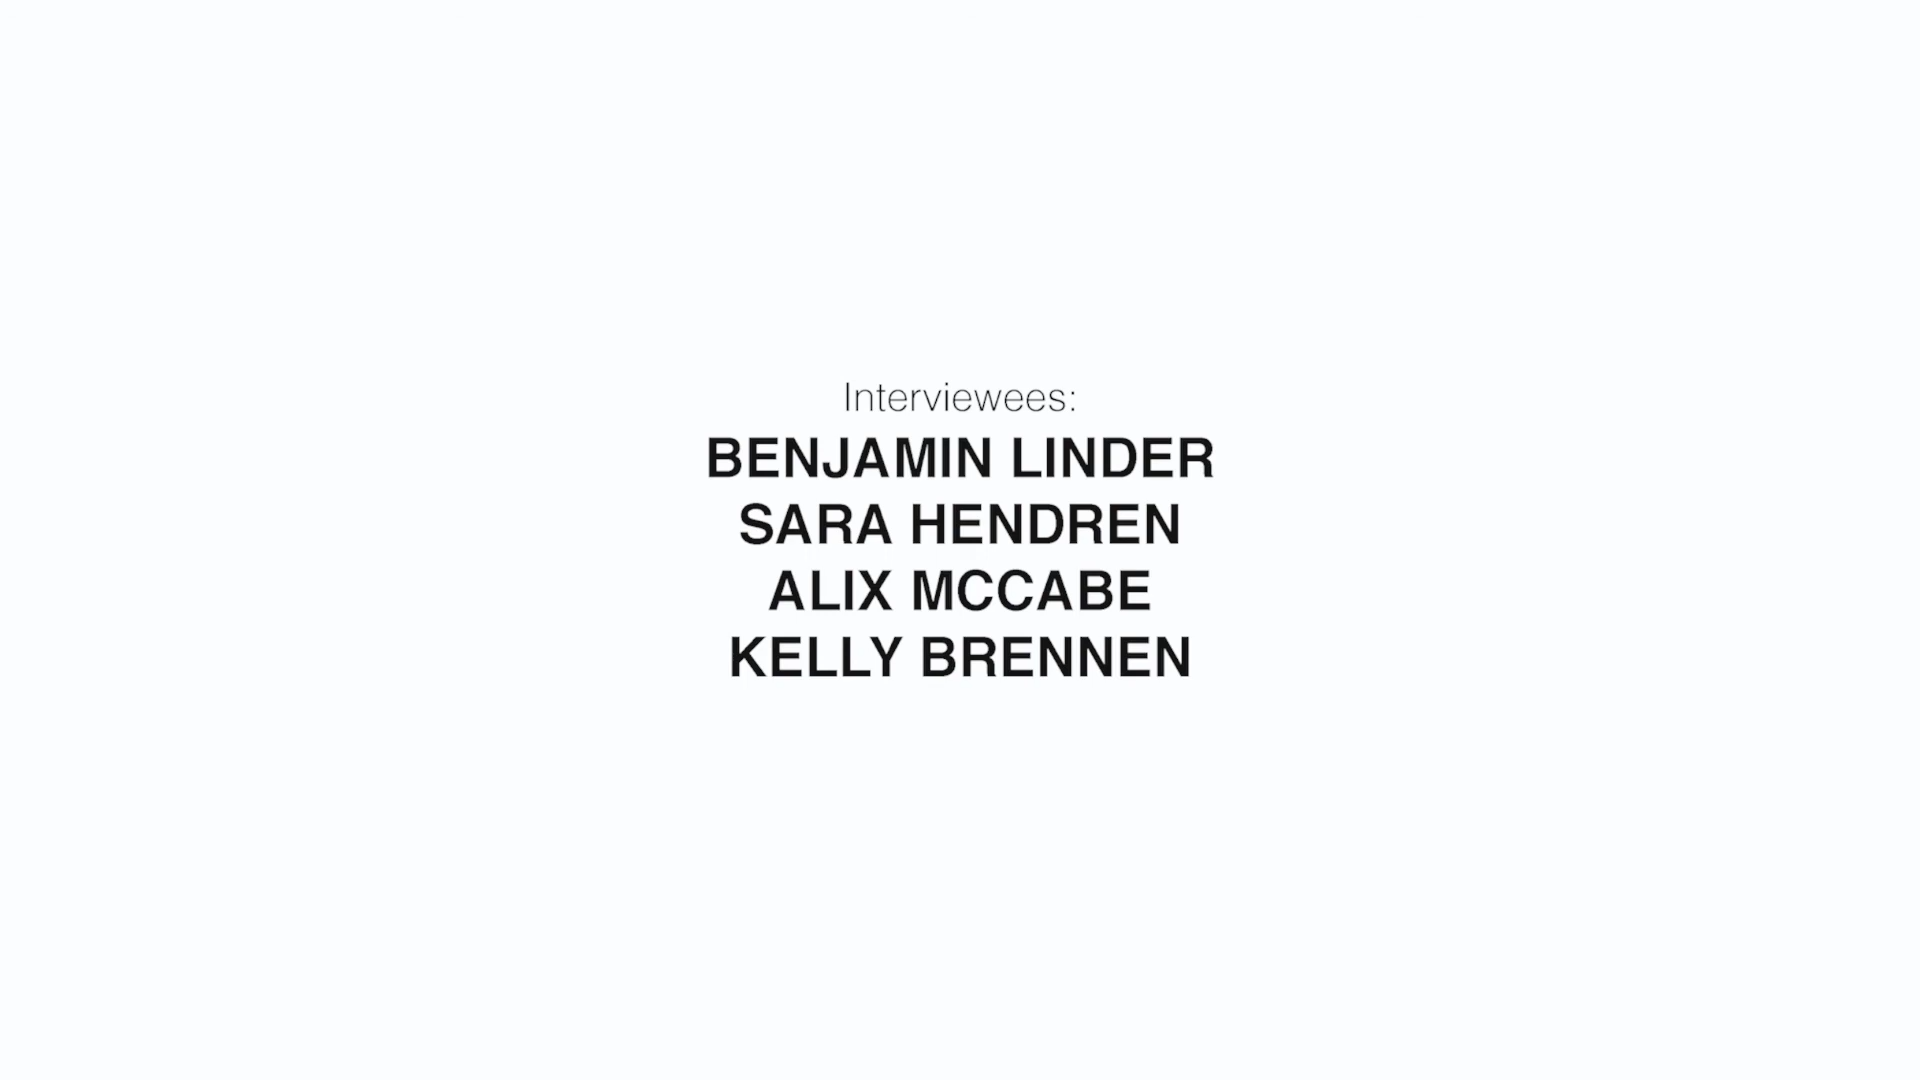 Interviewees:
BENJAMIN LINDER
SARA HENDREN
ALIX MCCABE
KELLY BRENNEN